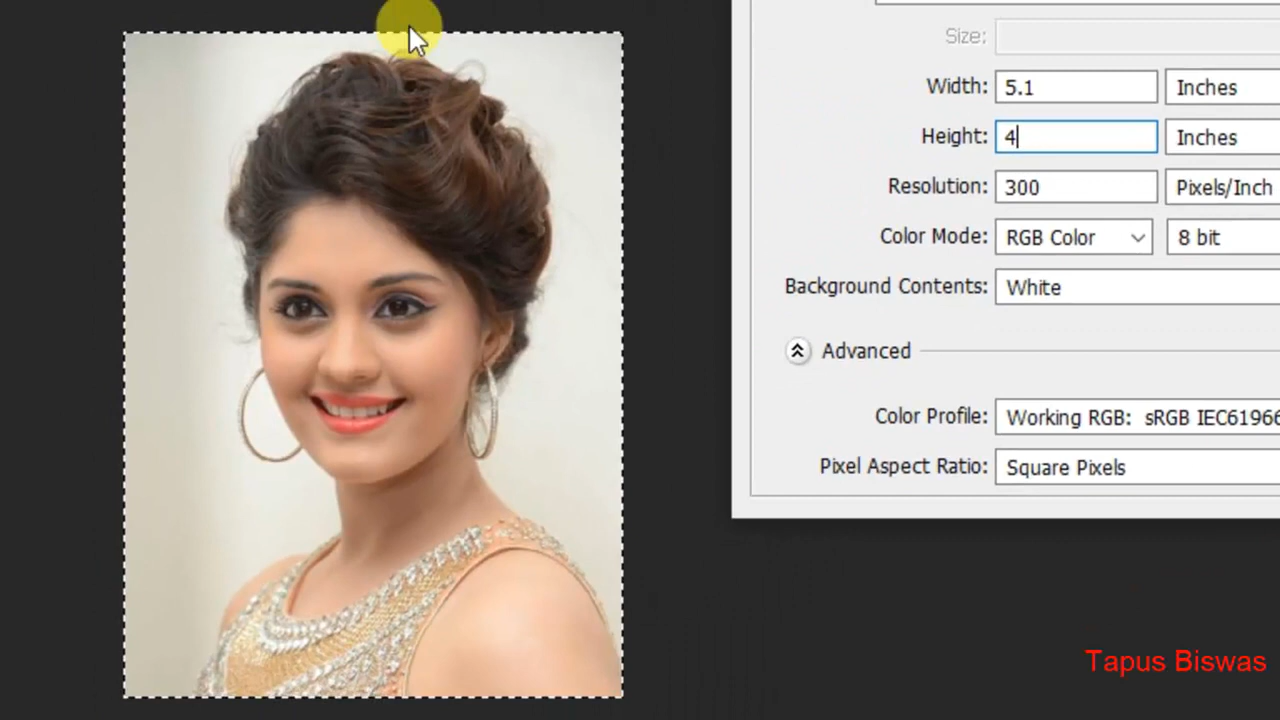 Size:
Width: 5.1 Inches
Height: 4 Inches
Resolution: 300 Pixels/Inch
Color Mode: RGB Color 8 bit
Background Contents: White
Advanced
Color Profile: Working RGB: sRGB IEC61966
Pixel Aspect Ratio: Square Pixels
Tapus Biswas